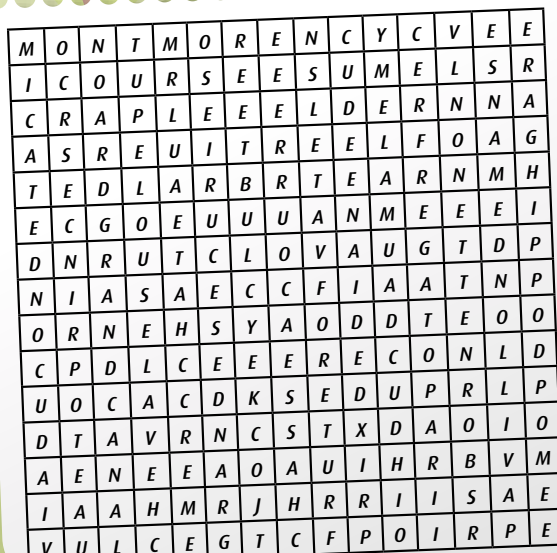 M O N T M O R E N C Y C V E E
I C O U R S E E S U M E L S R
C R A P L E E E L D E R N N A
A S R E U I T R E E L F O A G
T E D L A R B R T E A R N M H
E C G O E U U U A N M E E E I
D N R U T C L O V A U G T D P
N I A S A E C C F I A A T N P
O R N E H S Y A O D D T E O O
C P D L C E E E R E C O N L D
U O C A C D K S E D U P R L P
D T A V R N C S T X D A O I O
A E N E E A O A U I H R B V M
I A A H M R J H R R I I S A E
V U L C E G T C F P O I R P E